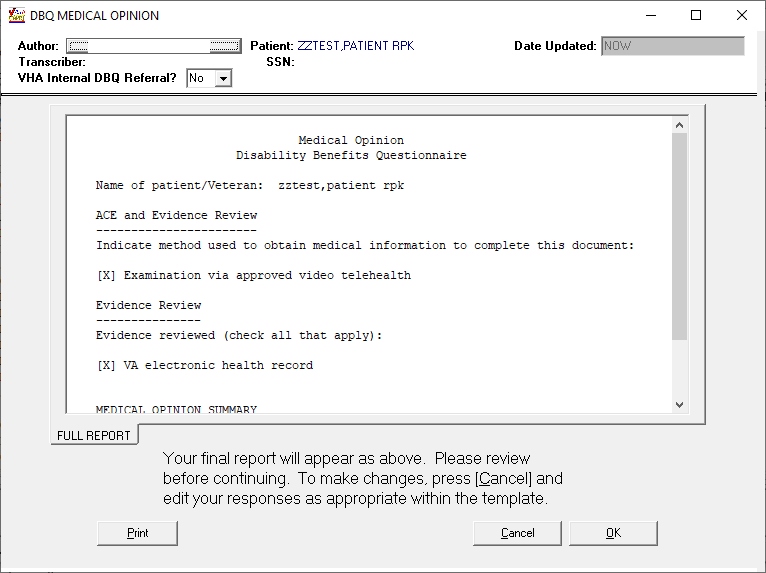 DBQ MEDICAL OPINION
Author: Patient: ZZTEST,PATIENT RPK Date Updated: NOW
Transcriber: SSN:
VHA Internal DBQ Referral? No
Medical Opinion
Disability Benefits Questionnaire
Name of patient/Veteran: zztest,patient rpk
ACE and Evidence Review
-----------------------
Indicate method used to obtain medical information to complete this document:
[X] Examination via approved video telehealth
Evidence Review
---------------
Evidence reviewed (check all that apply):
[X] VA electronic health record
MEDICAL OPINION SUMMARY
FULL REPORT
Your final report will appear as above. Please review
before continuing. To make changes, press [Cancel] and
edit your responses as appropriate within the template.
Print Cancel OK